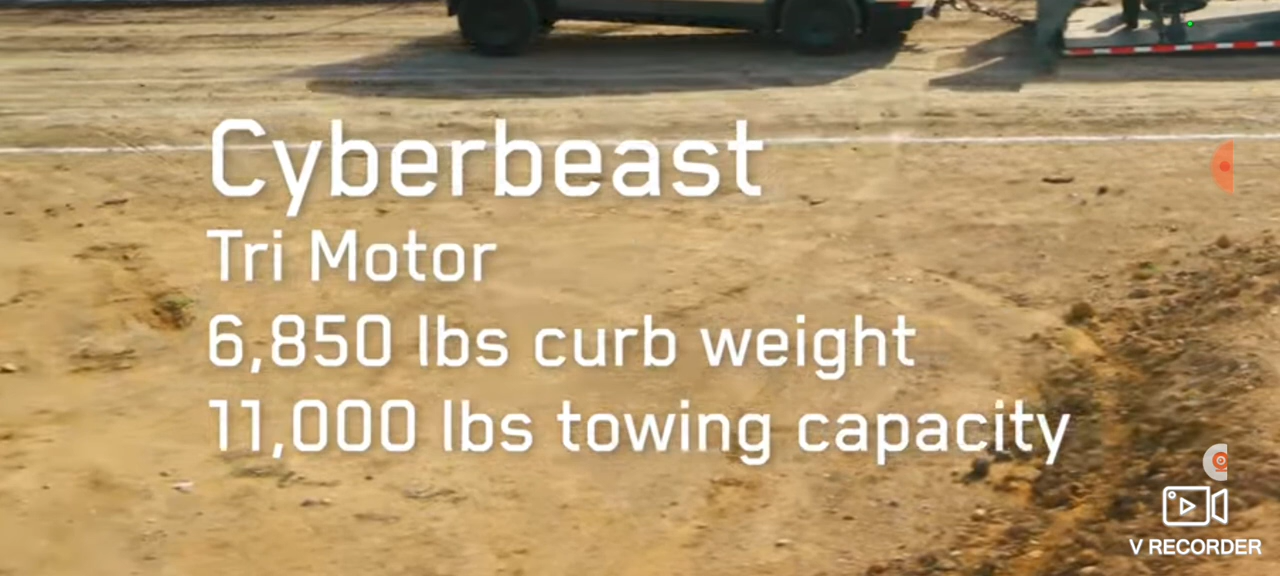 Cyberbeast
Tri Motor
6,850 lbs curb weight
11,000 lbs towing capacity
V RECORDER